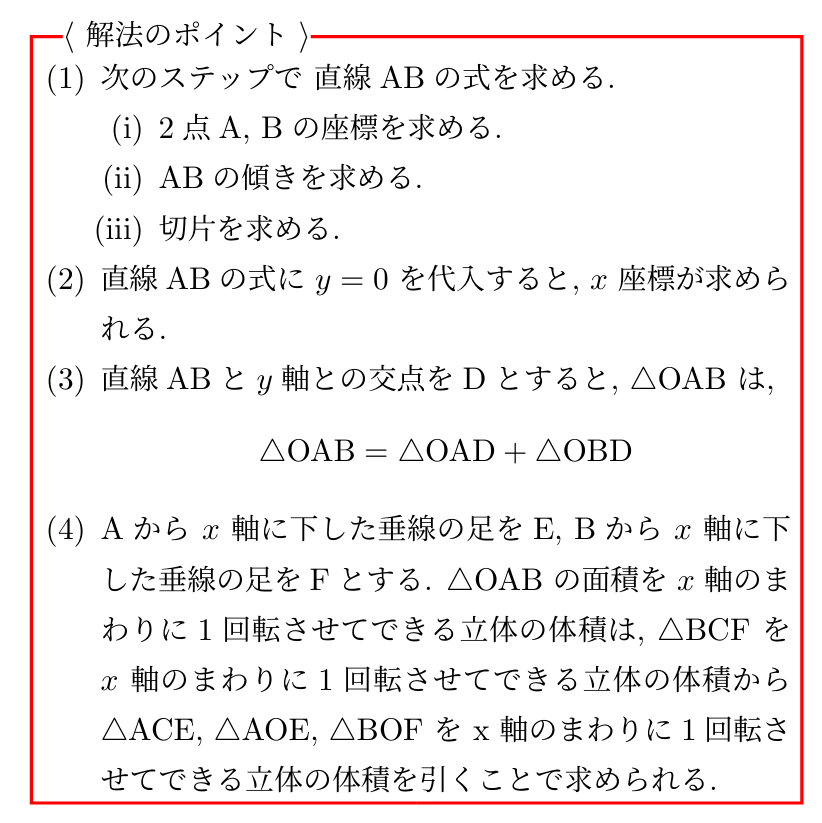 〈 解法のポイント 〉
(1) 次のステップで 直線 AB の式を求める.
(i) 2 点 A, B の座標を求める.
(ii) AB の傾きを求める.
(iii) 切片を求める.
(2) 直線 AB の式に y = 0 を代入すると, x 座標が求めら
れる.
(3) 直線 AB と y 軸との交点を D とすると, △OAB は,
△OAB = △OAD + △OBD
(4) A から x 軸に下した垂線の足を E, B から x 軸に下
した垂線の足を F とする. △OAB の面積を x 軸のま
わりに 1 回転させてできる立体の体積は, △BCF を
x 軸のまわりに 1 回転させてできる立体の体積から
△ACE, △AOE, △BOF を x 軸のまわりに 1 回転さ
せてできる立体の体積を引くことで求められる.